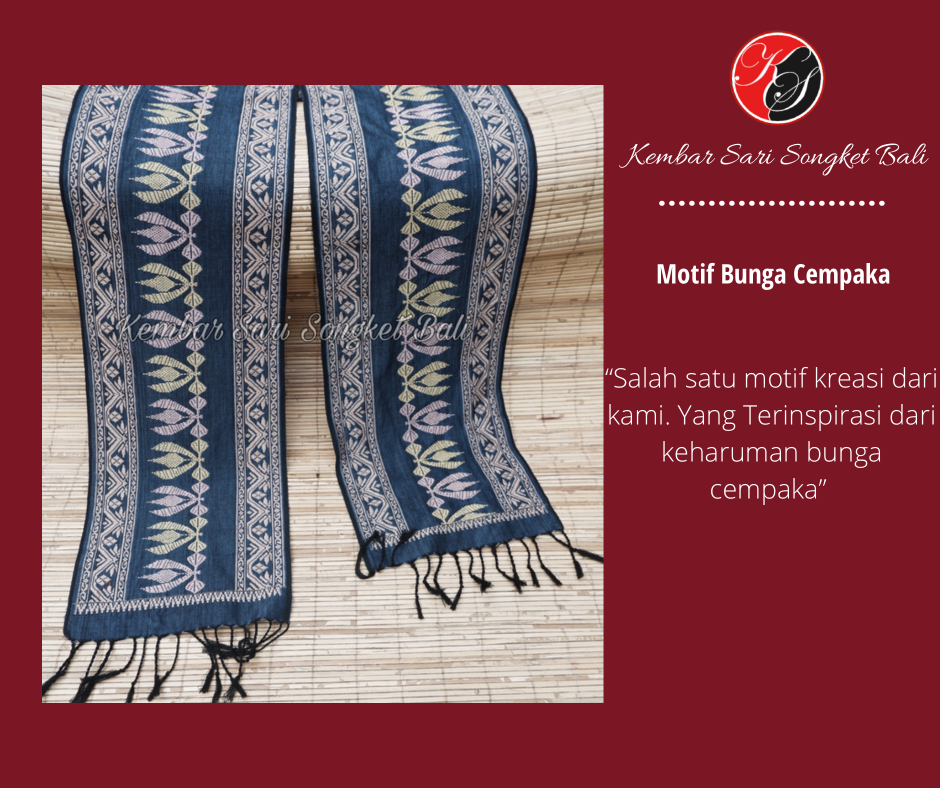 KS
Kembar Sari Songket Bali
Motif Bunga Cempaka
“Salah satu motif kreasi dari
kami. Yang Terinspirasi dari
keharuman bunga
cempaka”
Kembar Sari Songket Bali